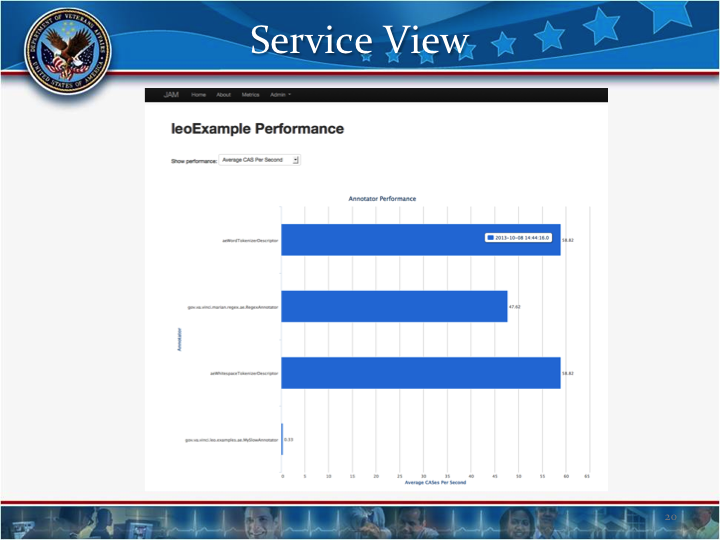 Service View
DEPARTMENT OF VETERANS AFFAIRS
UNITED STATES OF AMERICA
JAM Home About Metrics Admin
leoExample Performance
Show performance: Average CAS Per Second
Annotator Performance
aeWordTokenizerDescriptor
2013-10-08 14:44:16.0
58.82
gov.va.vinci.marian.regex.ae.RegexAnnotator
47.62
Annotator
aeWhitespaceTokenizerDescriptor
58.82
gov.va.vinci.leo.examples.ae.MySlowAnnotator
0.33
0 5 10 15 20 25 30 35 40 45 50 55 60 65
Average CASes Per Second
20